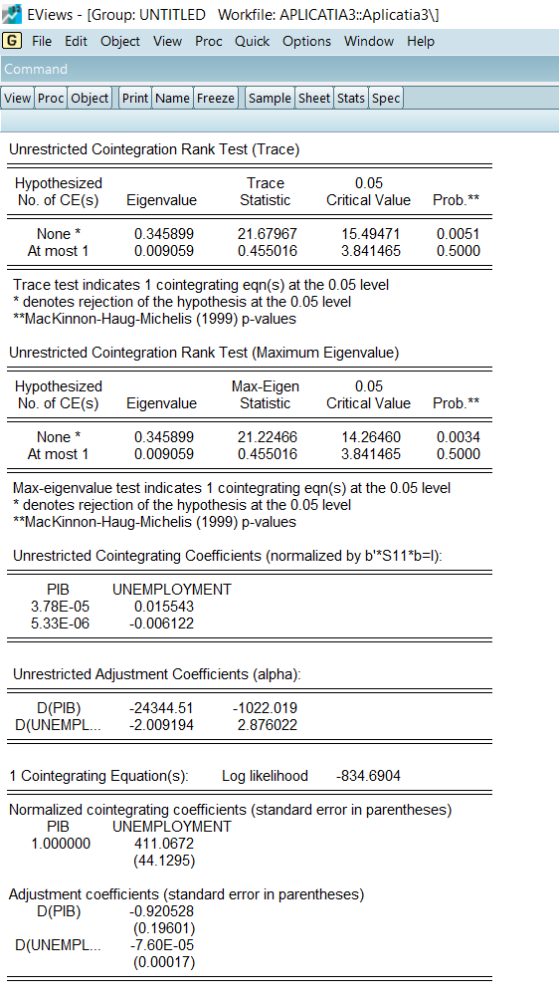 EViews - [Group: UNTITLED Workfile: APLICATIA3::Aplicatia3\]
G File Edit Object View Proc Quick Options Window Help
Command
View Proc Object Print Name Freeze Sample Sheet Stats Spec
Unrestricted Cointegration Rank Test (Trace)
Hypothesized Trace 0.05
No. of CE(s) Eigenvalue Statistic Critical Value Prob.**
None * 0.345899 21.67967 15.49471 0.0051
At most 1 0.009059 0.455016 3.841465 0.5000
Trace test indicates 1 cointegrating eqn(s) at the 0.05 level
* denotes rejection of the hypothesis at the 0.05 level
**MacKinnon-Haug-Michelis (1999) p-values
Unrestricted Cointegration Rank Test (Maximum Eigenvalue)
Hypothesized Max-Eigen 0.05
No. of CE(s) Eigenvalue Statistic Critical Value Prob.**
None * 0.345899 21.22466 14.26460 0.0034
At most 1 0.009059 0.455016 3.841465 0.5000
Max-eigenvalue test indicates 1 cointegrating eqn(s) at the 0.05 level
* denotes rejection of the hypothesis at the 0.05 level
**MacKinnon-Haug-Michelis (1999) p-values
Unrestricted Cointegrating Coefficients (normalized by b'*S11*b=I):
PIB UNEMPLOYMENT
3.78E-05 0.015543
5.33E-06 -0.006122
Unrestricted Adjustment Coefficients (alpha):
D(PIB) -24344.51 -1022.019
D(UNEMPL... -2.009194 2.876022
1 Cointegrating Equation(s): Log likelihood -834.6904
Normalized cointegrating coefficients (standard error in parentheses)
PIB UNEMPLOYMENT
1.000000 411.0672
(44.1295)
Adjustment coefficients (standard error in parentheses)
D(PIB) -0.920528
(0.19601)
D(UNEMPL... -7.60E-05
(0.00017)